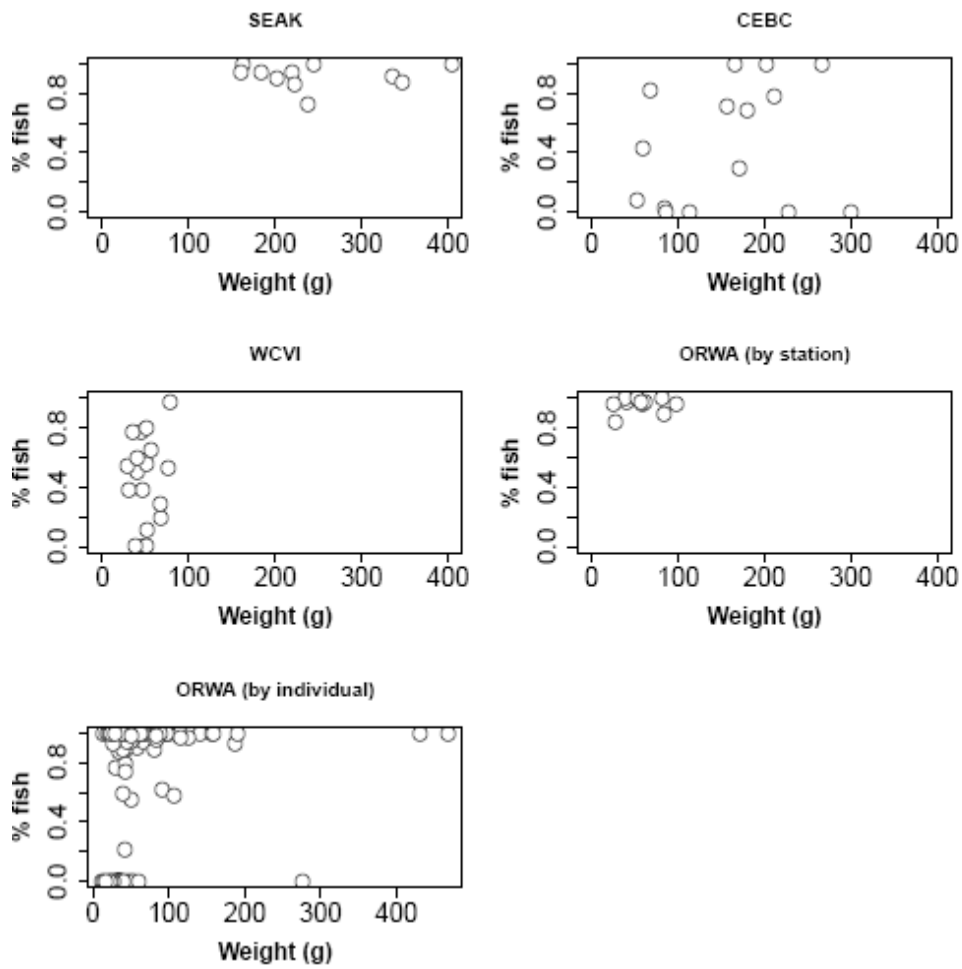 SEAK
% fish
0.0 0.4 0.8
0 100 200 300 400
Weight (g)
CEBC
% fish
0.0 0.4 0.8
0 100 200 300 400
Weight (g)
WCVI
% fish
0.0 0.4 0.8
0 100 200 300 400
Weight (g)
ORWA (by station)
% fish
0.0 0.4 0.8
0 100 200 300 400
Weight (g)
ORWA (by individual)
% fish
0.0 0.4 0.8
0 100 200 300 400
Weight (g)